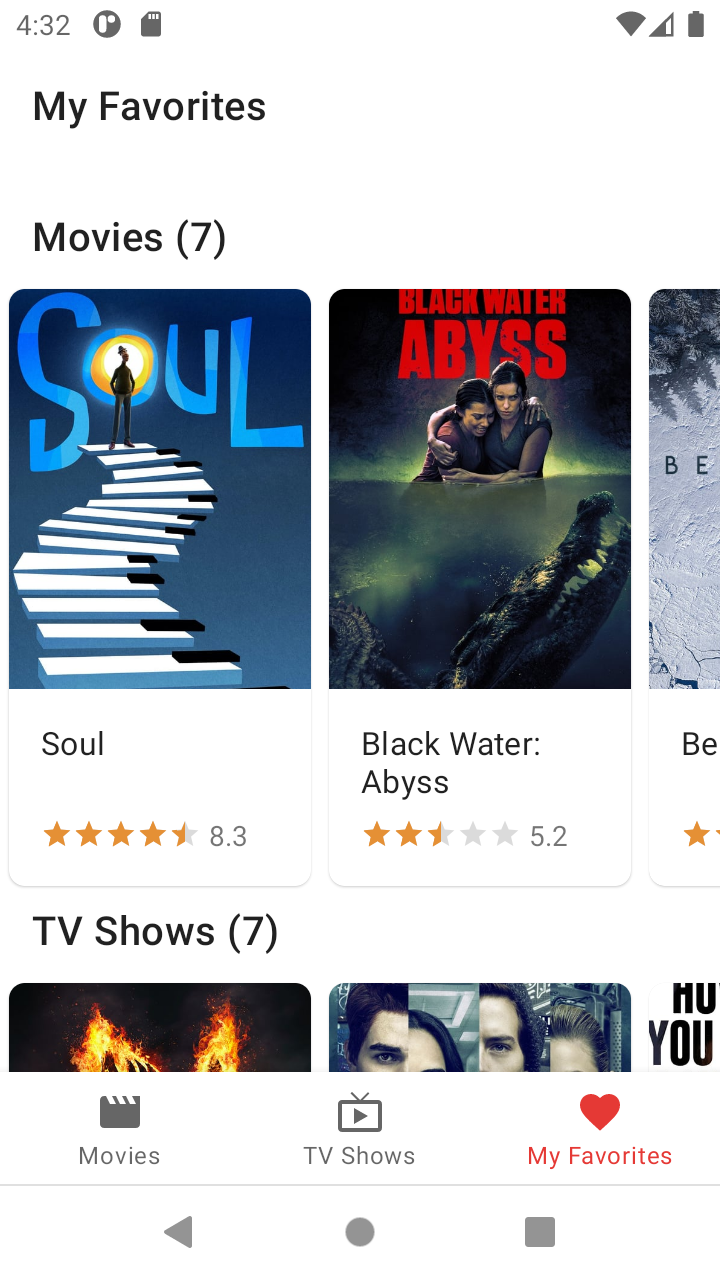 4:32
My Favorites
Movies (7)
SOUL
BLACK WATER
ABYSS
B E
Soul
8.3
Black Water:
Abyss
5.2
Be
TV Shows (7)
HO
YOU
Movies
TV Shows
My Favorites